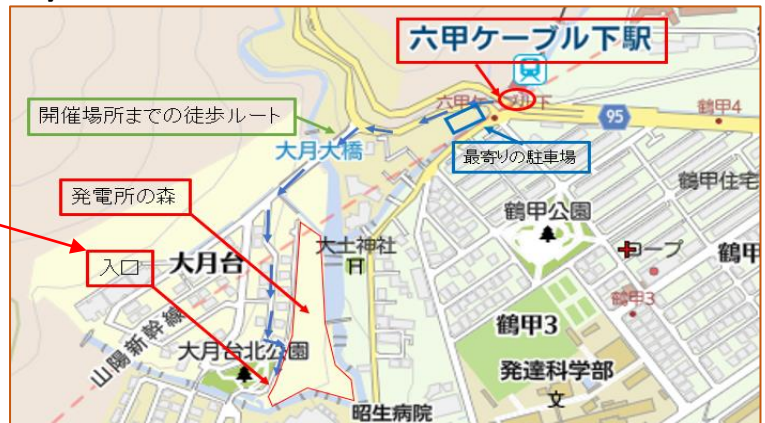 六甲ケーブル下駅
六甲ケーブル下
95
鶴甲4
開催場所までの徒歩ルート
大月大橋
最寄りの駐車場
鶴甲住宅
発電所の森
鶴甲公園
大土神社
コープ
鶴甲
入口
大月台
鶴甲3
鶴甲3
山陽新幹線
大月台北公園
発達科学部
文
昭生病院